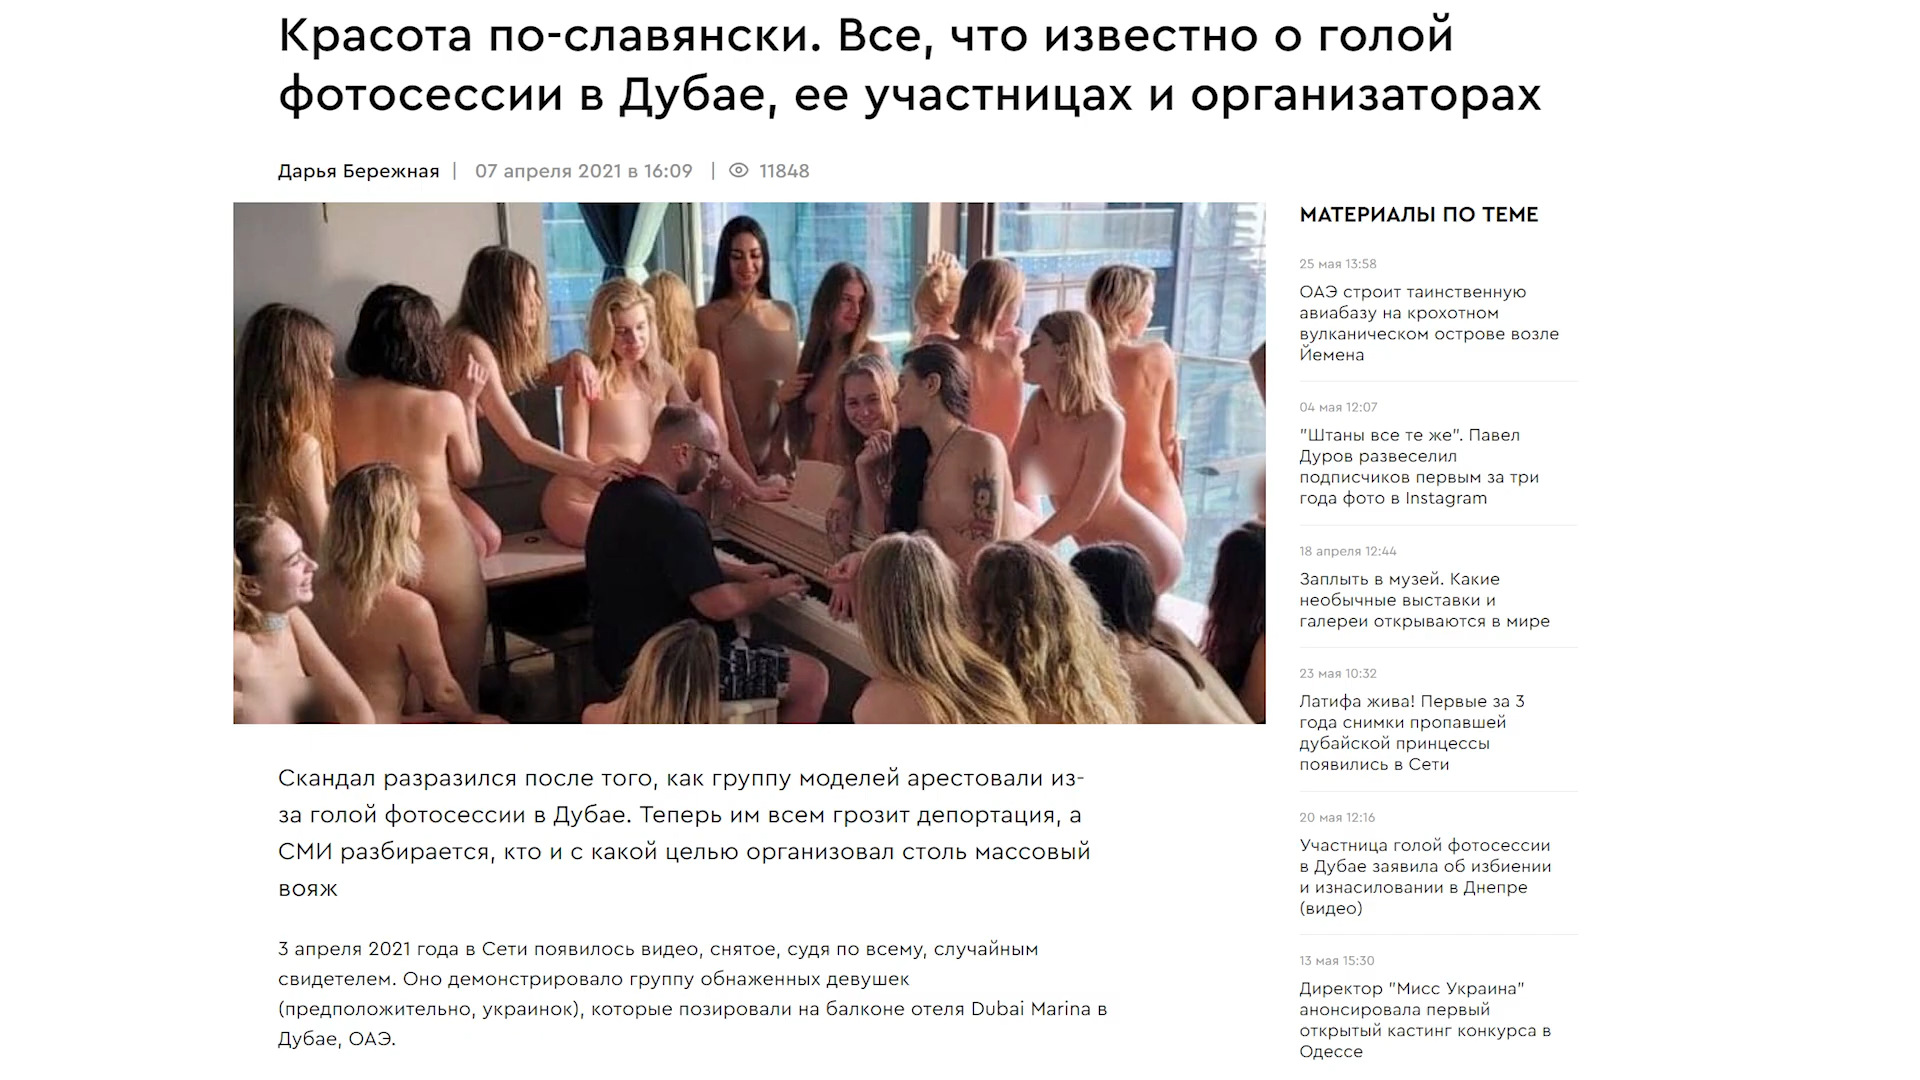 Красота по-славянски. Все, что известно о голой
фотосессии в Дубае, ее участницах и организаторах
Дарья Бережная | 07 апреля 2021 в 16:09 | 11848
Скандал разразился после того, как группу моделей арестовали из-
за голой фотосессии в Дубае. Теперь им всем грозит депортация, а
СМИ разбирается, кто и с какой целью организовал столь массовый
вояж
3 апреля 2021 года в Сети появилось видео, снятое, судя по всему, случайным
свидетелем. Оно демонстрировало группу обнаженных девушек
(предположительно, украинок), которые позировали на балконе отеля Dubai Marina в
Дубае, ОАЭ.
МАТЕРИАЛЫ ПО ТЕМЕ
25 мая 13:58
ОАЭ строит таинственную
авиабазу на крохотном
вулканическом острове возле
Йемена
04 мая 12:07
"Штаны все те же". Павел
Дуров развеселил
подписчиков первым за три
года фото в Instagram
18 апреля 12:44
Заплыть в музей. Какие
необычные выставки и
галереи открываются в мире
23 мая 10:32
Латифа жива! Первые за 3
года снимки пропавшей
дубайской принцессы
появились в Сети
20 мая 12:16
Участница голой фотосессии
в Дубае заявила об избиении
и изнасиловании в Днепре
(видео)
13 мая 15:30
Директор "Мисс Украина"
анонсировала первый
открытый кастинг конкурса в
Одессе